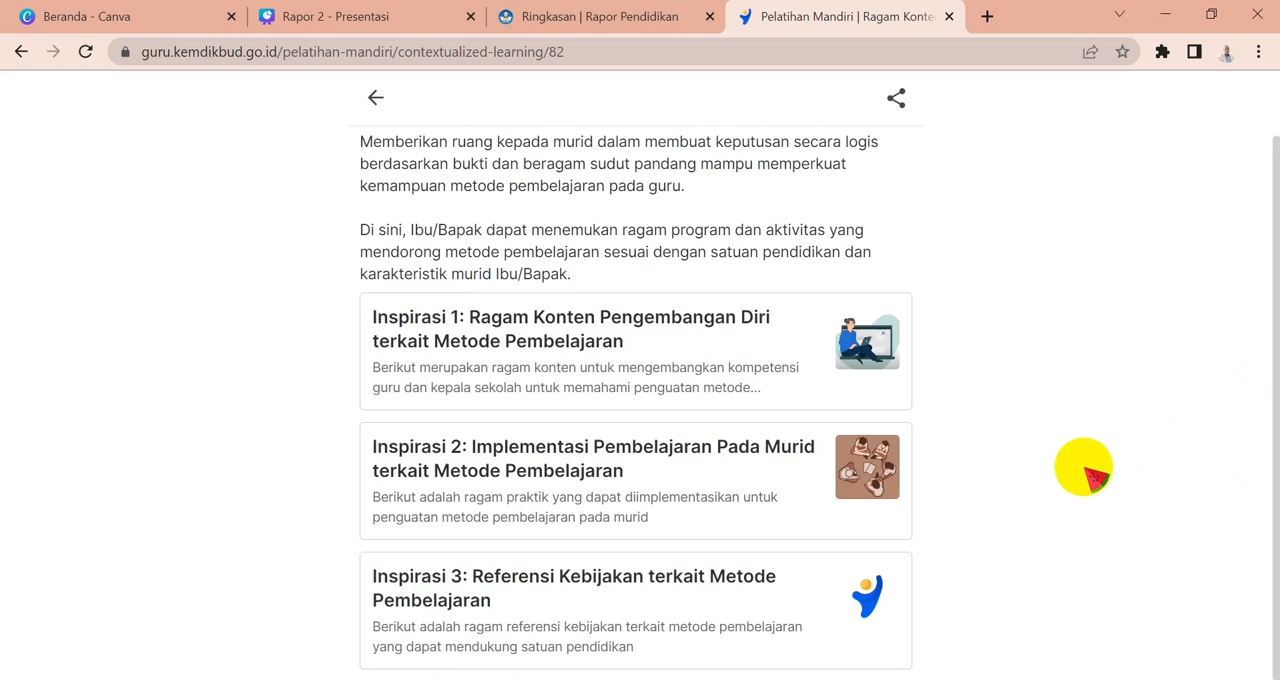 Beranda - Canva
Rapor 2 - Presentasi
Ringkasan | Rapor Pendidikan
Pelatihan Mandiri | Ragam Konte
guru.kemdikbud.go.id/pelatihan-mandiri/contextualized-learning/82
Memberikan ruang kepada murid dalam membuat keputusan secara logis
berdasarkan bukti dan beragam sudut pandang mampu memperkuat
kemampuan metode pembelajaran pada guru.
Di sini, Ibu/Bapak dapat menemukan ragam program dan aktivitas yang
mendorong metode pembelajaran sesuai dengan satuan pendidikan dan
karakteristik murid Ibu/Bapak.
Inspirasi 1: Ragam Konten Pengembangan Diri
terkait Metode Pembelajaran
Berikut merupakan ragam konten untuk mengembangkan kompetensi
guru dan kepala sekolah untuk memahami penguatan metode...
Inspirasi 2: Implementasi Pembelajaran Pada Murid
terkait Metode Pembelajaran
Berikut adalah ragam praktik yang dapat diimplementasikan untuk
penguatan metode pembelajaran pada murid
Inspirasi 3: Referensi Kebijakan terkait Metode
Pembelajaran
Berikut adalah ragam referensi kebijakan terkait metode pembelajaran
yang dapat mendukung satuan pendidikan